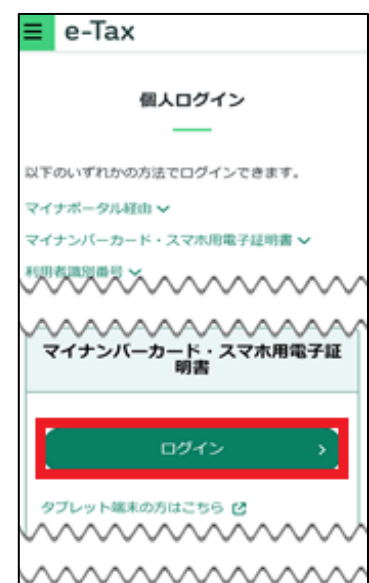 e-Tax
個人ログイン
以下のいずれかの方法でログインできます。
マイナポータル経由
マイナンバーカード・スマホ用電子証明書
利用者識別番号
マイナンバーカード・スマホ用電子証
明書
ログイン
タブレット端末の方はこちら